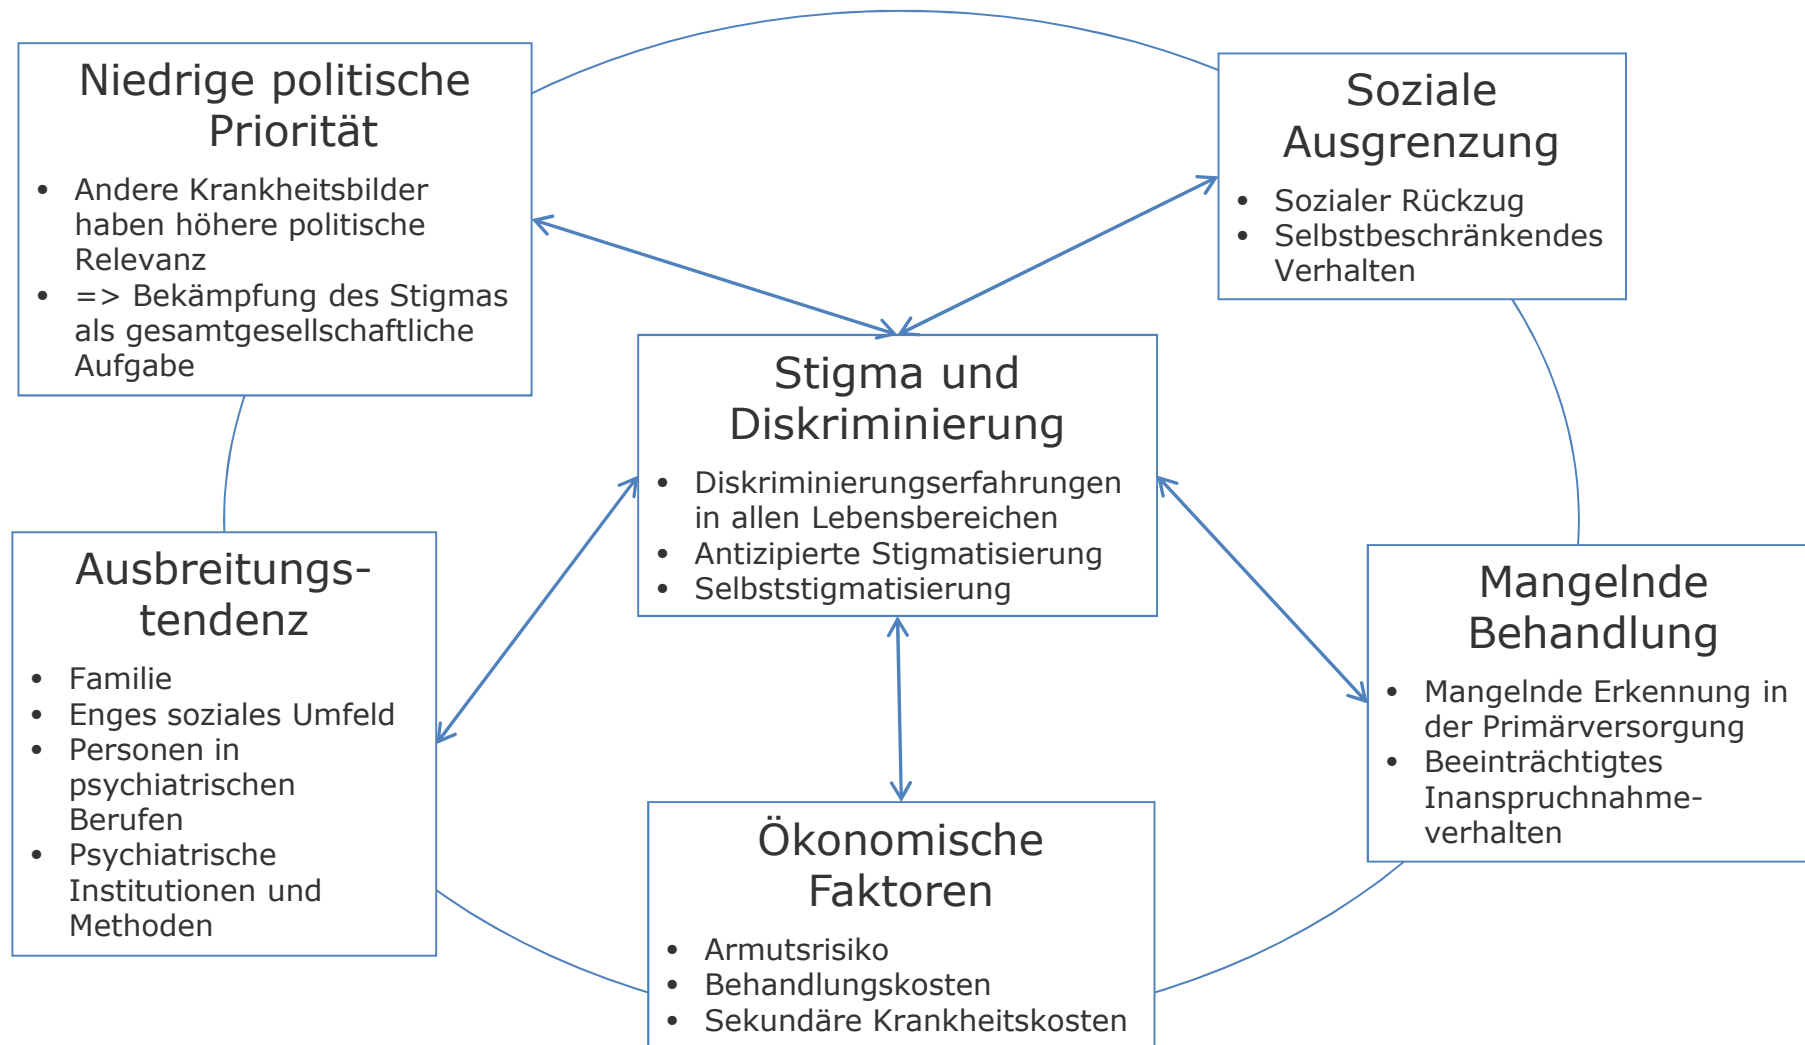 Niedrige politische
Priorität
• Andere Krankheitsbilder
haben höhere politische
Relevanz
• => Bekämpfung des Stigmas
als gesamtgesellschaftliche
Aufgabe
Soziale
Ausgrenzung
• Sozialer Rückzug
• Selbstbeschränkendes
Verhalten
Stigma und
Diskriminierung
• Diskriminierungserfahrungen
in allen Lebensbereichen
• Antizipierte Stigmatisierung
• Selbststigmatisierung
Ausbreitungs-
tendenz
• Familie
• Enges soziales Umfeld
• Personen in
psychiatrischen
Berufen
• Psychiatrische
Institutionen und
Methoden
Mangelnde
Behandlung
• Mangelnde Erkennung in
der Primärversorgung
• Beeinträchtigtes
Inanspruchnahme-
verhalten
Ökonomische
Faktoren
• Armutsrisiko
• Behandlungskosten
• Sekundäre Krankheitskosten